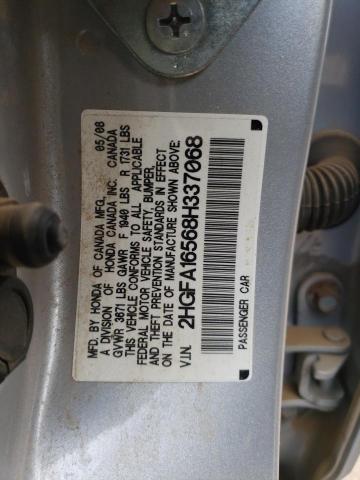 MFD. BY HONDA OF CANADA MFG. 05/08
A DIVISION OF HONDA CANADA,INC. CANADA
GVWR 3671 LBS GAWR F 1940 LBS R 1731 LBS
THIS VEHICLE CONFORMS TO ALL APPLICABLE
FEDERAL MOTOR VEHICLE SAFETY, BUMPER,
AND THEFT PREVENTION STANDARDS IN EFFECT
ON THE DATE OF MANUFACTURE SHOWN ABOVE.
V.I.N. 2HGFA16568H337068
PASSENGER CAR